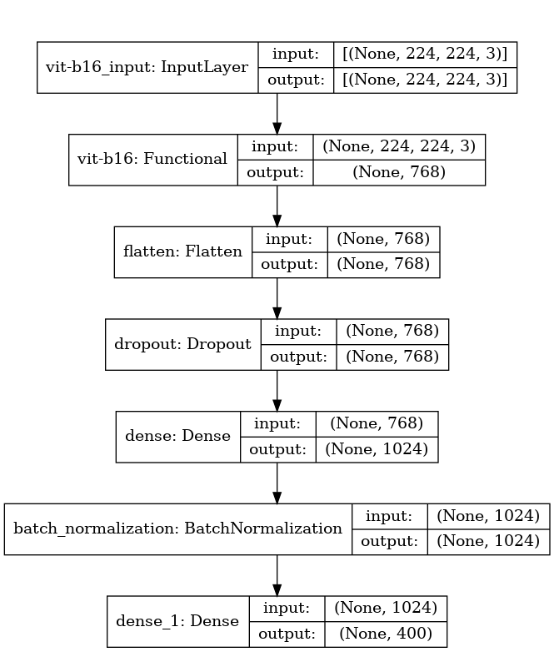 vit-b16_input: InputLayer
input: [(None, 224, 224, 3)]
output: [(None, 224, 224, 3)]
vit-b16: Functional
input: (None, 224, 224, 3)
output: (None, 768)
flatten: Flatten
input: (None, 768)
output: (None, 768)
dropout: Dropout
input: (None, 768)
output: (None, 768)
dense: Dense
input: (None, 768)
output: (None, 1024)
batch_normalization: BatchNormalization
input: (None, 1024)
output: (None, 1024)
dense_1: Dense
input: (None, 1024)
output: (None, 400)